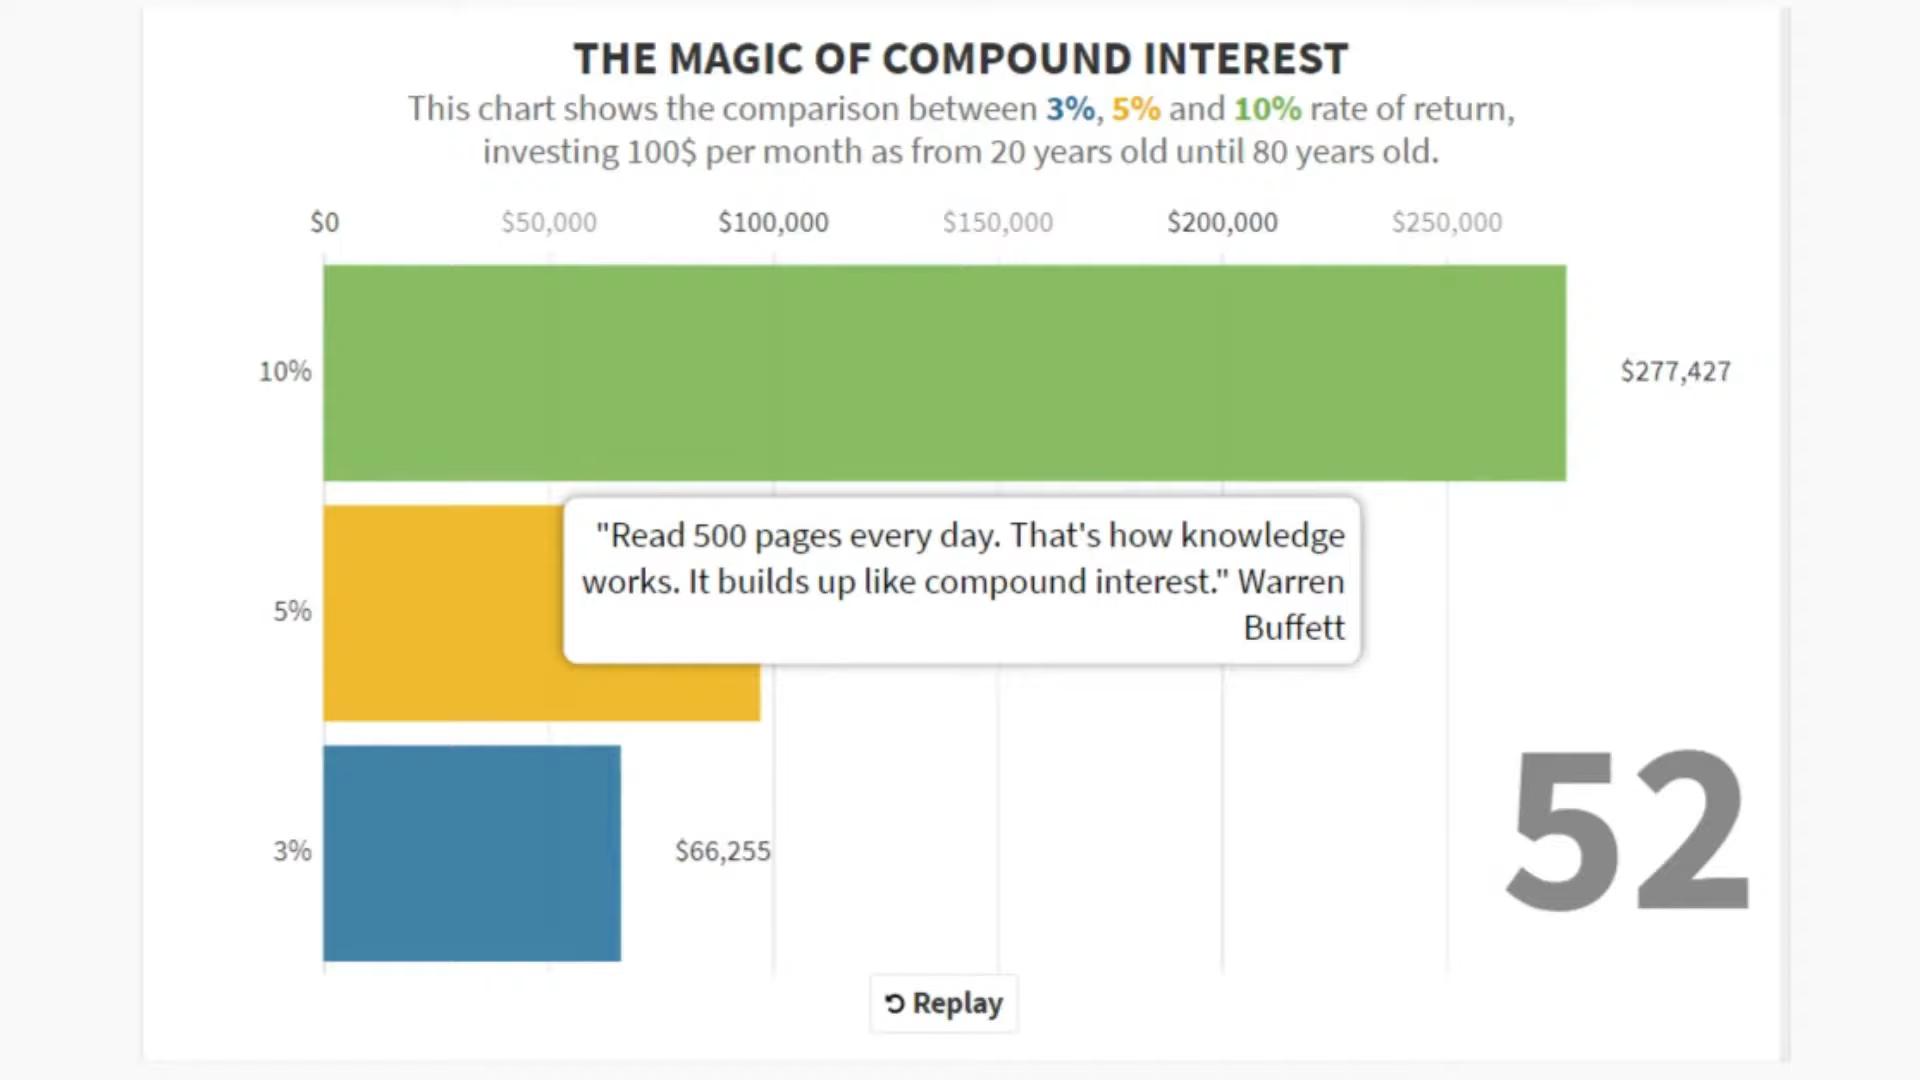 THE MAGIC OF COMPOUND INTEREST
This chart shows the comparison between 3%, 5% and 10% rate of return,
investing 100$ per month as from 20 years old until 80 years old.
$0 $50,000 $100,000 $150,000 $200,000 $250,000
10% $277,427
"Read 500 pages every day. That's how knowledge
works. It builds up like compound interest." Warren
Buffett
5%
3% $66,255
52
Replay